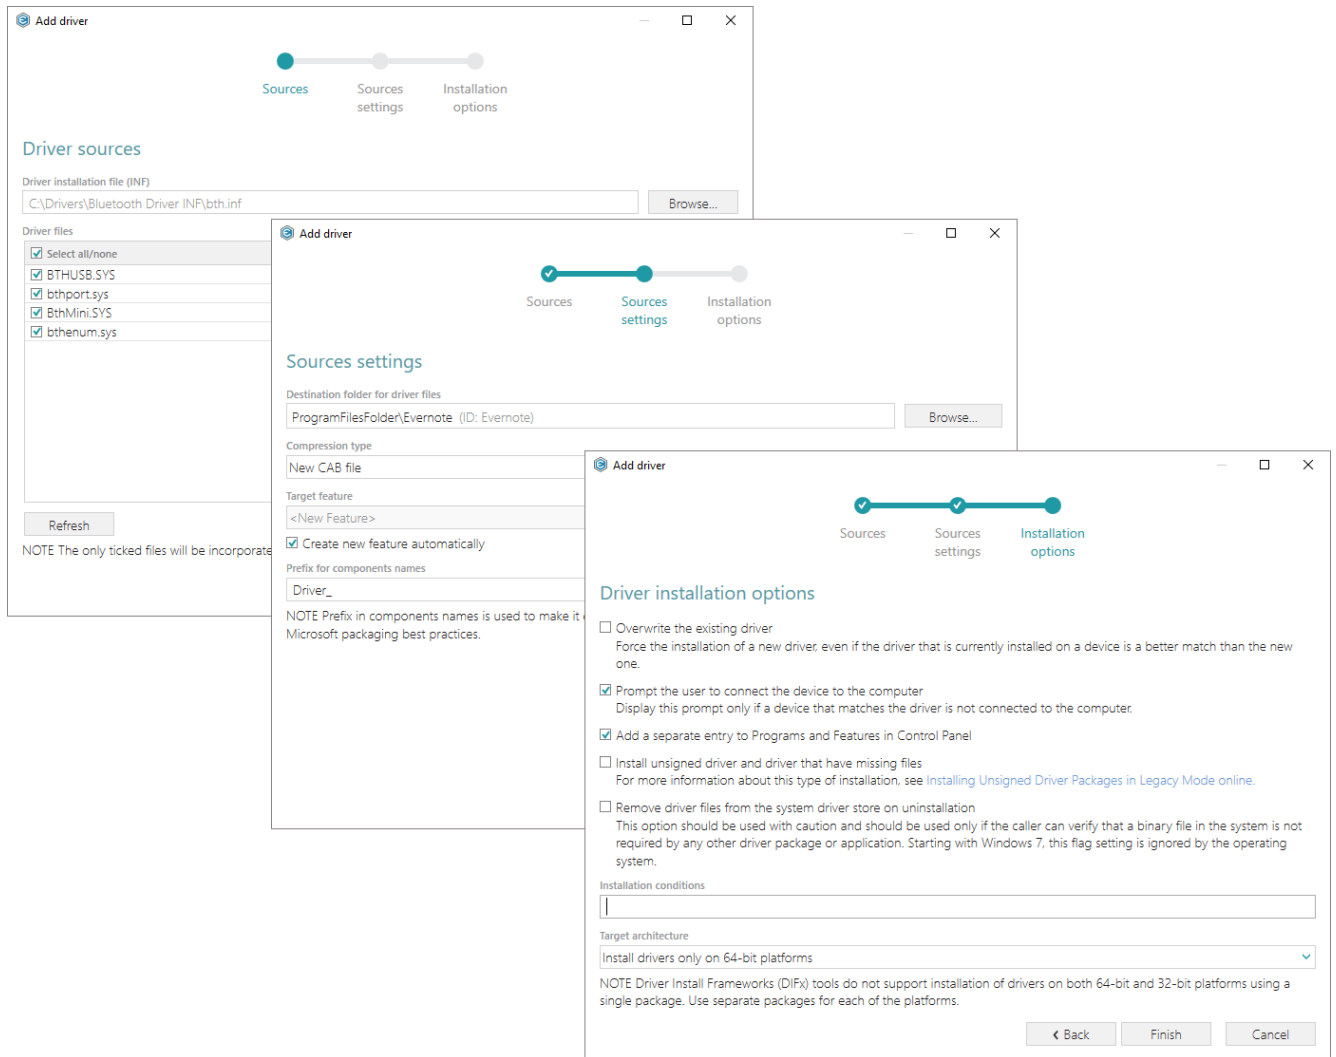 Add driver
Sources
Sources
settings
Installation
options
Driver sources
Driver installation file (INF)
C:\Drivers\Bluetooth Driver INF\bth.inf
Browse...
Driver files
Select all/none
BTHUSB.SYS
bthport.sys
BthMini.SYS
bthenum.sys
Refresh
NOTE The only ticked files will be incorporate
Add driver
Sources
Sources
settings
Installation
options
Sources settings
Destination folder for driver files
ProgramFilesFolder\Evernote (ID: Evernote)
Browse...
Compression type
New CAB file
Target feature
<New Feature>
Create new feature automatically
Prefix for components names
Driver_
NOTE Prefix in components names is used to make it
Microsoft packaging best practices.
Add driver
Sources
Sources
settings
Installation
options
Driver installation options
Overwrite the existing driver
Force the installation of a new driver, even if the driver that is currently installed on a device is a better match than the new
one.
Prompt the user to connect the device to the computer
Display this prompt only if a device that matches the driver is not connected to the computer.
Add a separate entry to Programs and Features in Control Panel
Install unsigned driver and driver that have missing files
For more information about this type of installation, see Installing Unsigned Driver Packages in Legacy Mode online.
Remove driver files from the system driver store on uninstallation
This option should be used with caution and should be used only if the caller can verify that a binary file in the system is not
required by any other driver package or application. Starting with Windows 7, this flag setting is ignored by the operating
system.
Installation conditions
Target architecture
Install drivers only on 64-bit platforms
NOTE Driver Install Frameworks (DIFx) tools do not support installation of drivers on both 64-bit and 32-bit platforms using a
single package. Use separate packages for each of the platforms.
Back
Finish
Cancel